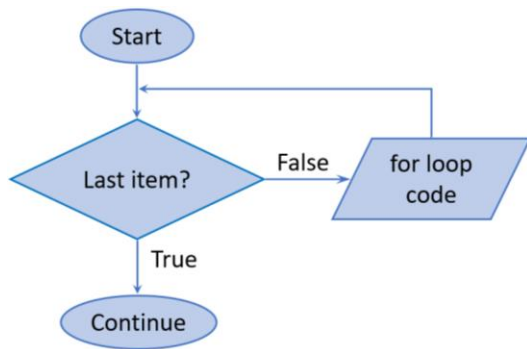 Start
Last item?
False
for loop
code
True
Continue